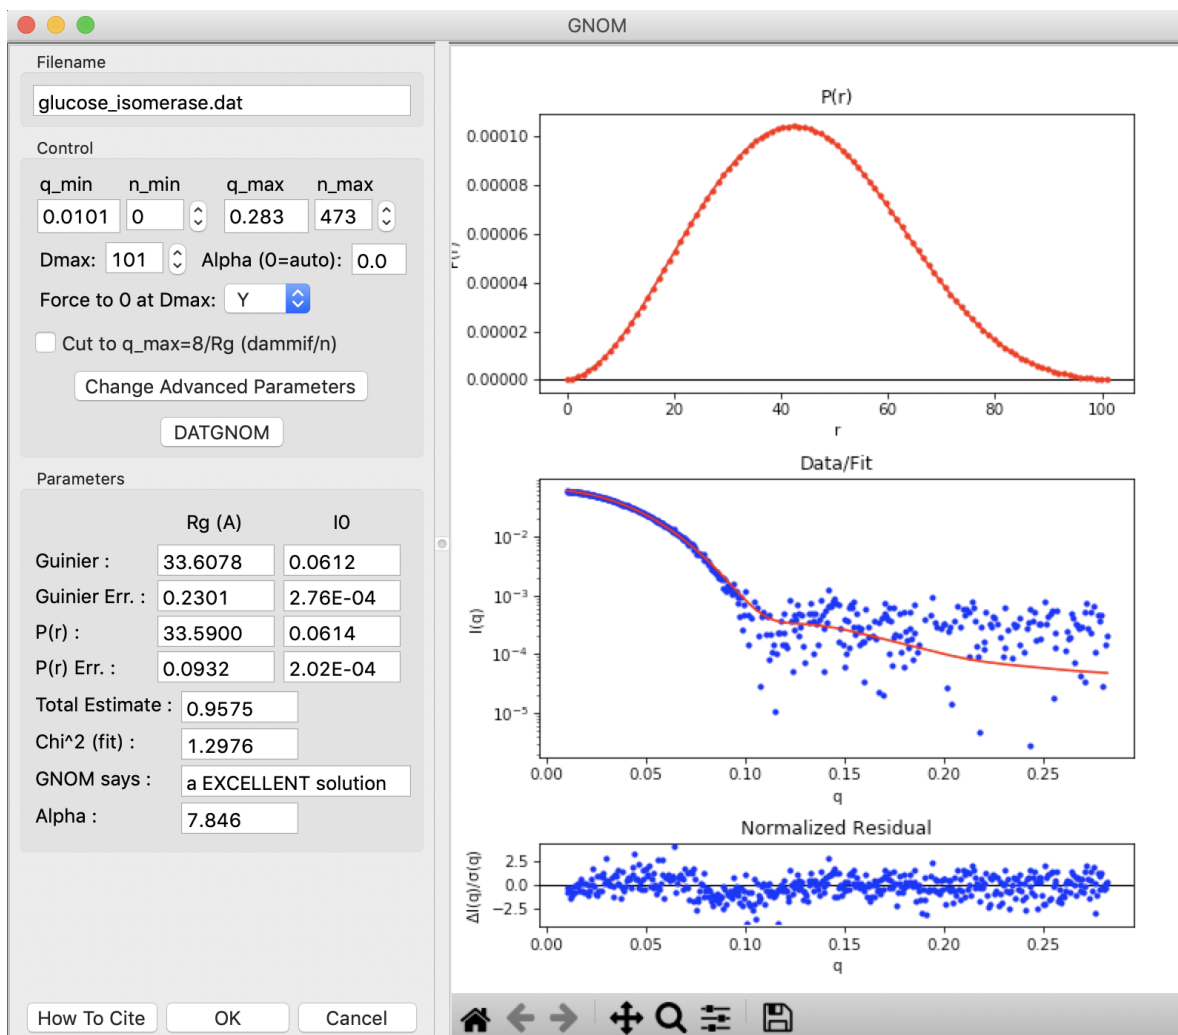 GNOM
Filename
glucose_isomerase.dat
Control
q_min n_min q_max n_max
0.0101 0 0.283 473
Dmax: 101 Alpha (0=auto): 0.0
Force to 0 at Dmax: Y
Cut to q_max=8/Rg (dammif/n)
Change Advanced Parameters
DATGNOM
Parameters
Rg (A) I0
Guinier : 33.6078 0.0612
Guinier Err. : 0.2301 2.76E-04
P(r) : 33.5900 0.0614
P(r) Err. : 0.0932 2.02E-04
Total Estimate : 0.9575
Chi^2 (fit) : 1.2976
GNOM says : a EXCELLENT solution
Alpha : 7.846
How To Cite OK Cancel
P(r)
0.00010
0.00008
0.00006
0.00004
0.00002
0.00000
P(r)
0 20 40 60 80 100
r
Data/Fit
10⁻²
10⁻³
10⁻⁴
10⁻⁵
I(q)
0.00 0.05 0.10 0.15 0.20 0.25
q
Normalized Residual
2.5
0.0
−2.5
ΔI(q)/σ(q)
0.00 0.05 0.10 0.15 0.20 0.25
q